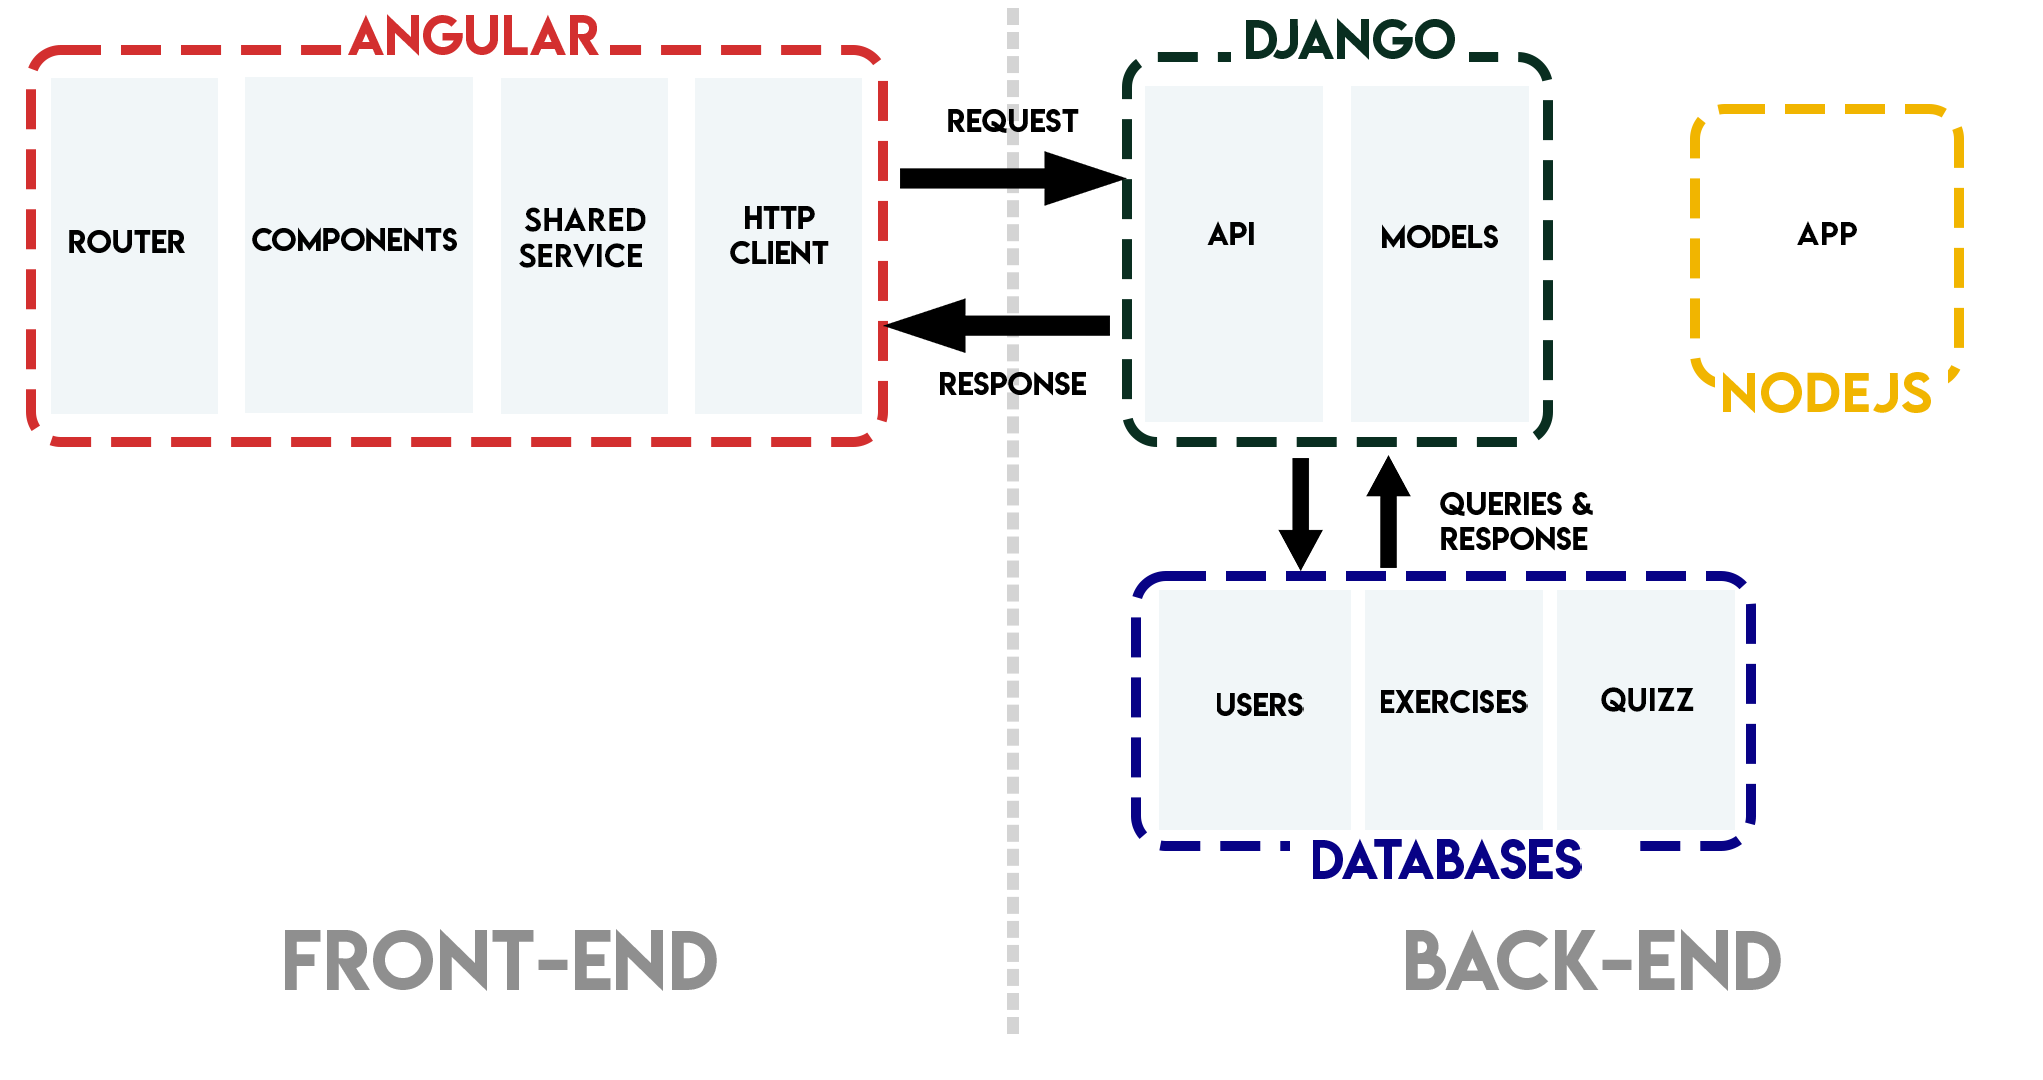 ANGULAR
ROUTER
COMPONENTS
SHARED
SERVICE
HTTP
CLIENT
REQUEST
RESPONSE
DJANGO
API
MODELS
APP
NODEJS
QUERIES &
RESPONSE
USERS
EXERCISES
QUIZZ
DATABASES
FRONT-END
BACK-END